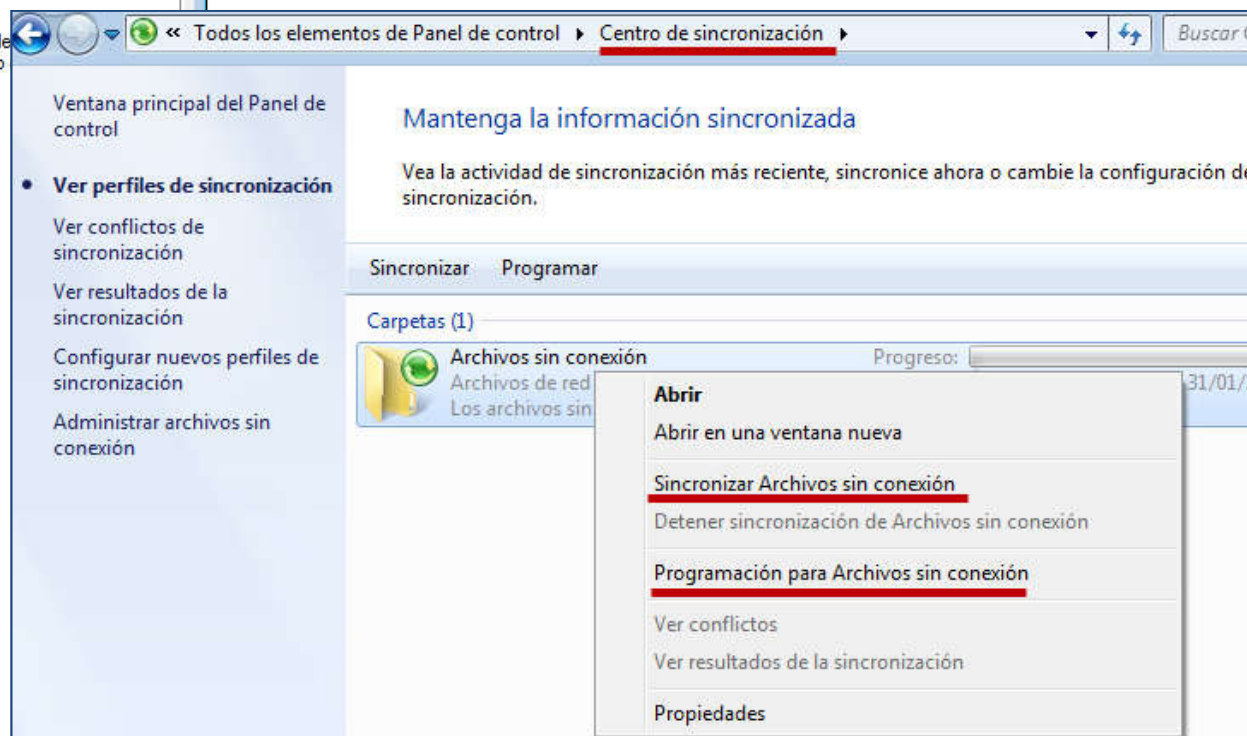 « Todos los elementos de Panel de control ▸ Centro de sincronización ▸
Buscar
Ventana principal del Panel de
control
• Ver perfiles de sincronización
Ver conflictos de
sincronización
Ver resultados de la
sincronización
Configurar nuevos perfiles de
sincronización
Administrar archivos sin
conexión
Mantenga la información sincronizada
Vea la actividad de sincronización más reciente, sincronice ahora o cambie la configuración de
sincronización.
Sincronizar Programar
Carpetas (1)
Archivos sin conexión Progreso:
Archivos de red 31/01/
Los archivos sin
Abrir
Abrir en una ventana nueva
Sincronizar Archivos sin conexión
Detener sincronización de Archivos sin conexión
Programación para Archivos sin conexión
Ver conflictos
Ver resultados de la sincronización
Propiedades